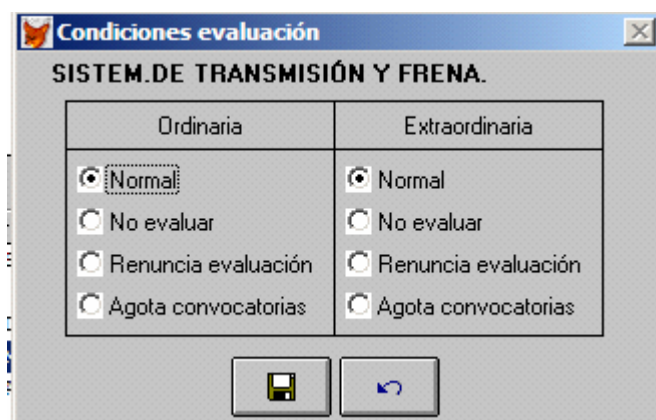 Condiciones evaluación
SISTEM.DE TRANSMISIÓN Y FRENA.
Ordinaria Extraordinaria
Normal Normal
No evaluar No evaluar
Renuncia evaluación Renuncia evaluación
Agota convocatorias Agota convocatorias